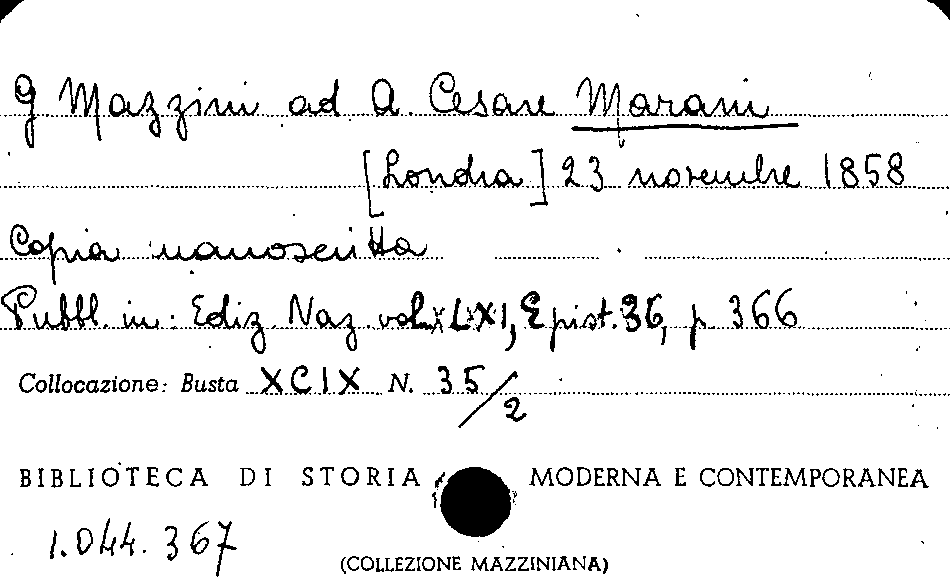 G Mazzini ad A. Cesare Marani
[Londra] 23 novembre 1858
Copia manoscritta
Pubbl. in: Ediz. Naz. vol. LXI, Epist. 36, p 366
Collocazione: Busta XCIX N. 35/2
BIBLIOTECA DI STORIA MODERNA E CONTEMPORANEA
1.044.367
(COLLEZIONE MAZZINIANA)